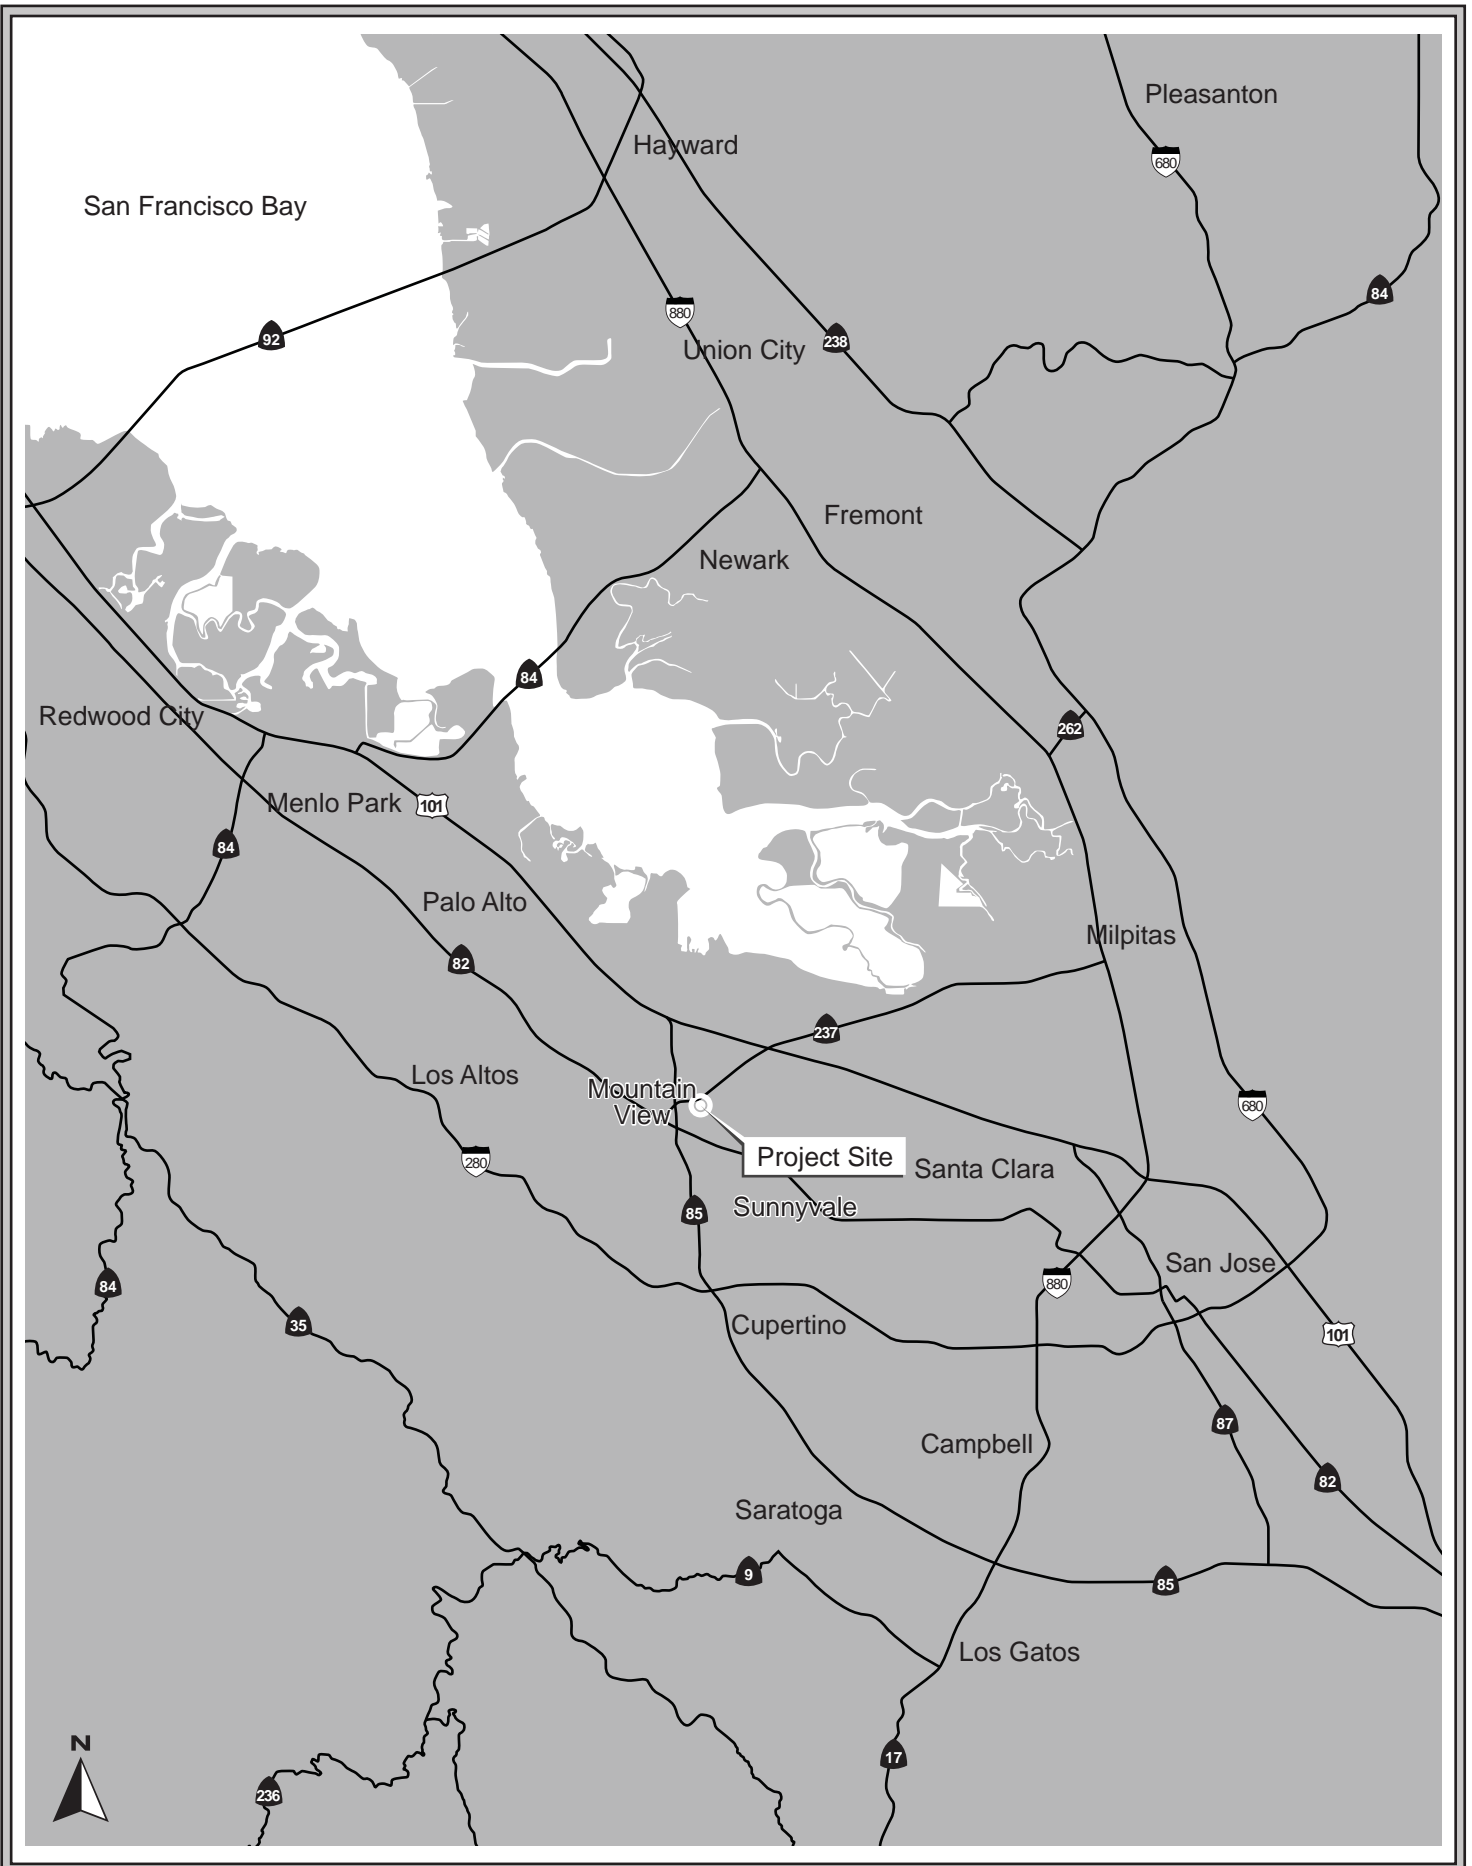 Pleasanton
Hayward
680
San Francisco Bay
84
880
92
238
Union City
Fremont
Newark
84
Redwood City
262
Menlo Park
101
84
Palo Alto
Milpitas
82
237
Los Altos
Mountain
View
680
Project Site
280
Santa Clara
Sunnyvale
85
San Jose
84
880
35
Cupertino
101
87
Campbell
82
Saratoga
9
85
Los Gatos
N
17
236